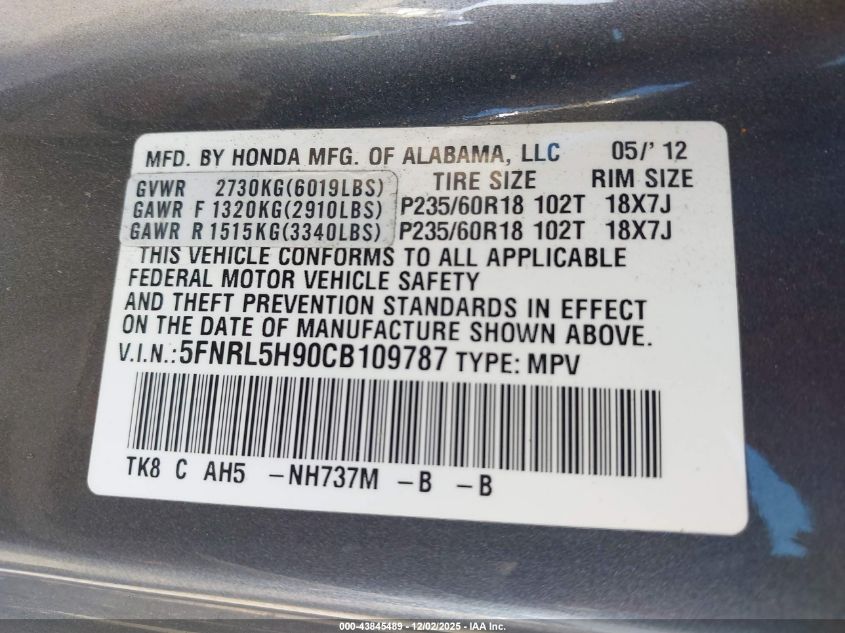 MFD. BY HONDA MFG. OF ALABAMA, LLC 05/' 12
GVWR 2730KG(6019LBS) TIRE SIZE RIM SIZE
GAWR F 1320KG(2910LBS) P235/60R18 102T 18X7J
GAWR R 1515KG(3340LBS) P235/60R18 102T 18X7J
THIS VEHICLE CONFORMS TO ALL APPLICABLE
FEDERAL MOTOR VEHICLE SAFETY
AND THEFT PREVENTION STANDARDS IN EFFECT
ON THE DATE OF MANUFACTURE SHOWN ABOVE.
V.I.N.: 5FNRL5H90CB109787 TYPE: MPV
TK8 C AH5 -NH737M -B -B
000-43845489 - 12/02/2025 - IAA Inc.